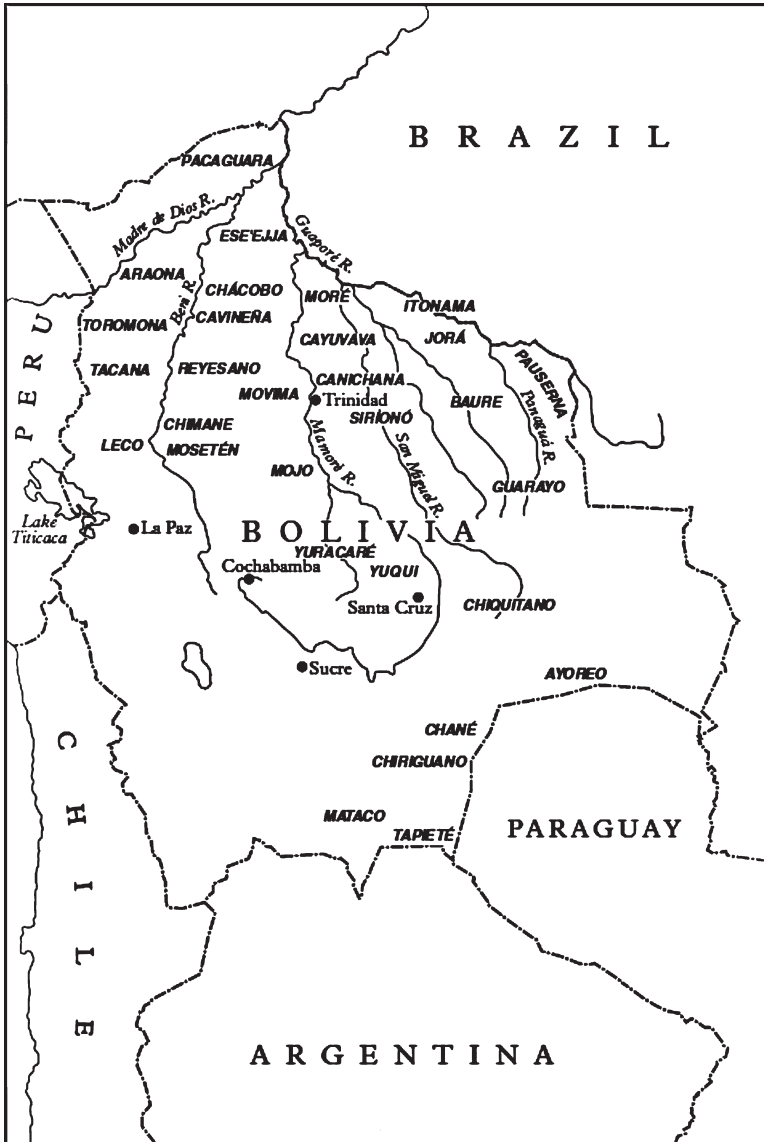 BRAZIL
PACAGUARA
Madre de Dios R.
ESE'EJJA
Guaporé R.
ARAONA
Beni R.
CHÁCOBO
MORÉ
ITONAMA
PERU
TOROMONA
CAVINEÑA
CAYUVAVA
JORÁ
TACANA
REYESANO
CANICHANA
PAUSERNA
MOVIMA
Trinidad
BAURE
Panaguá R.
SIRIONÓ
CHIMANE
LECO
MOSETÉN
Mamoré R.
San Miguel R.
MOJO
GUARAYO
Lake
Titicaca
La Paz
BOLIVIA
YURACARÉ
Cochabamba
YUQUI
Santa Cruz
CHIQUITANO
Sucre
AYOREO
CHILE
CHANÉ
CHIRIGUANO
MATACO
TAPIETÉ
PARAGUAY
ARGENTINA